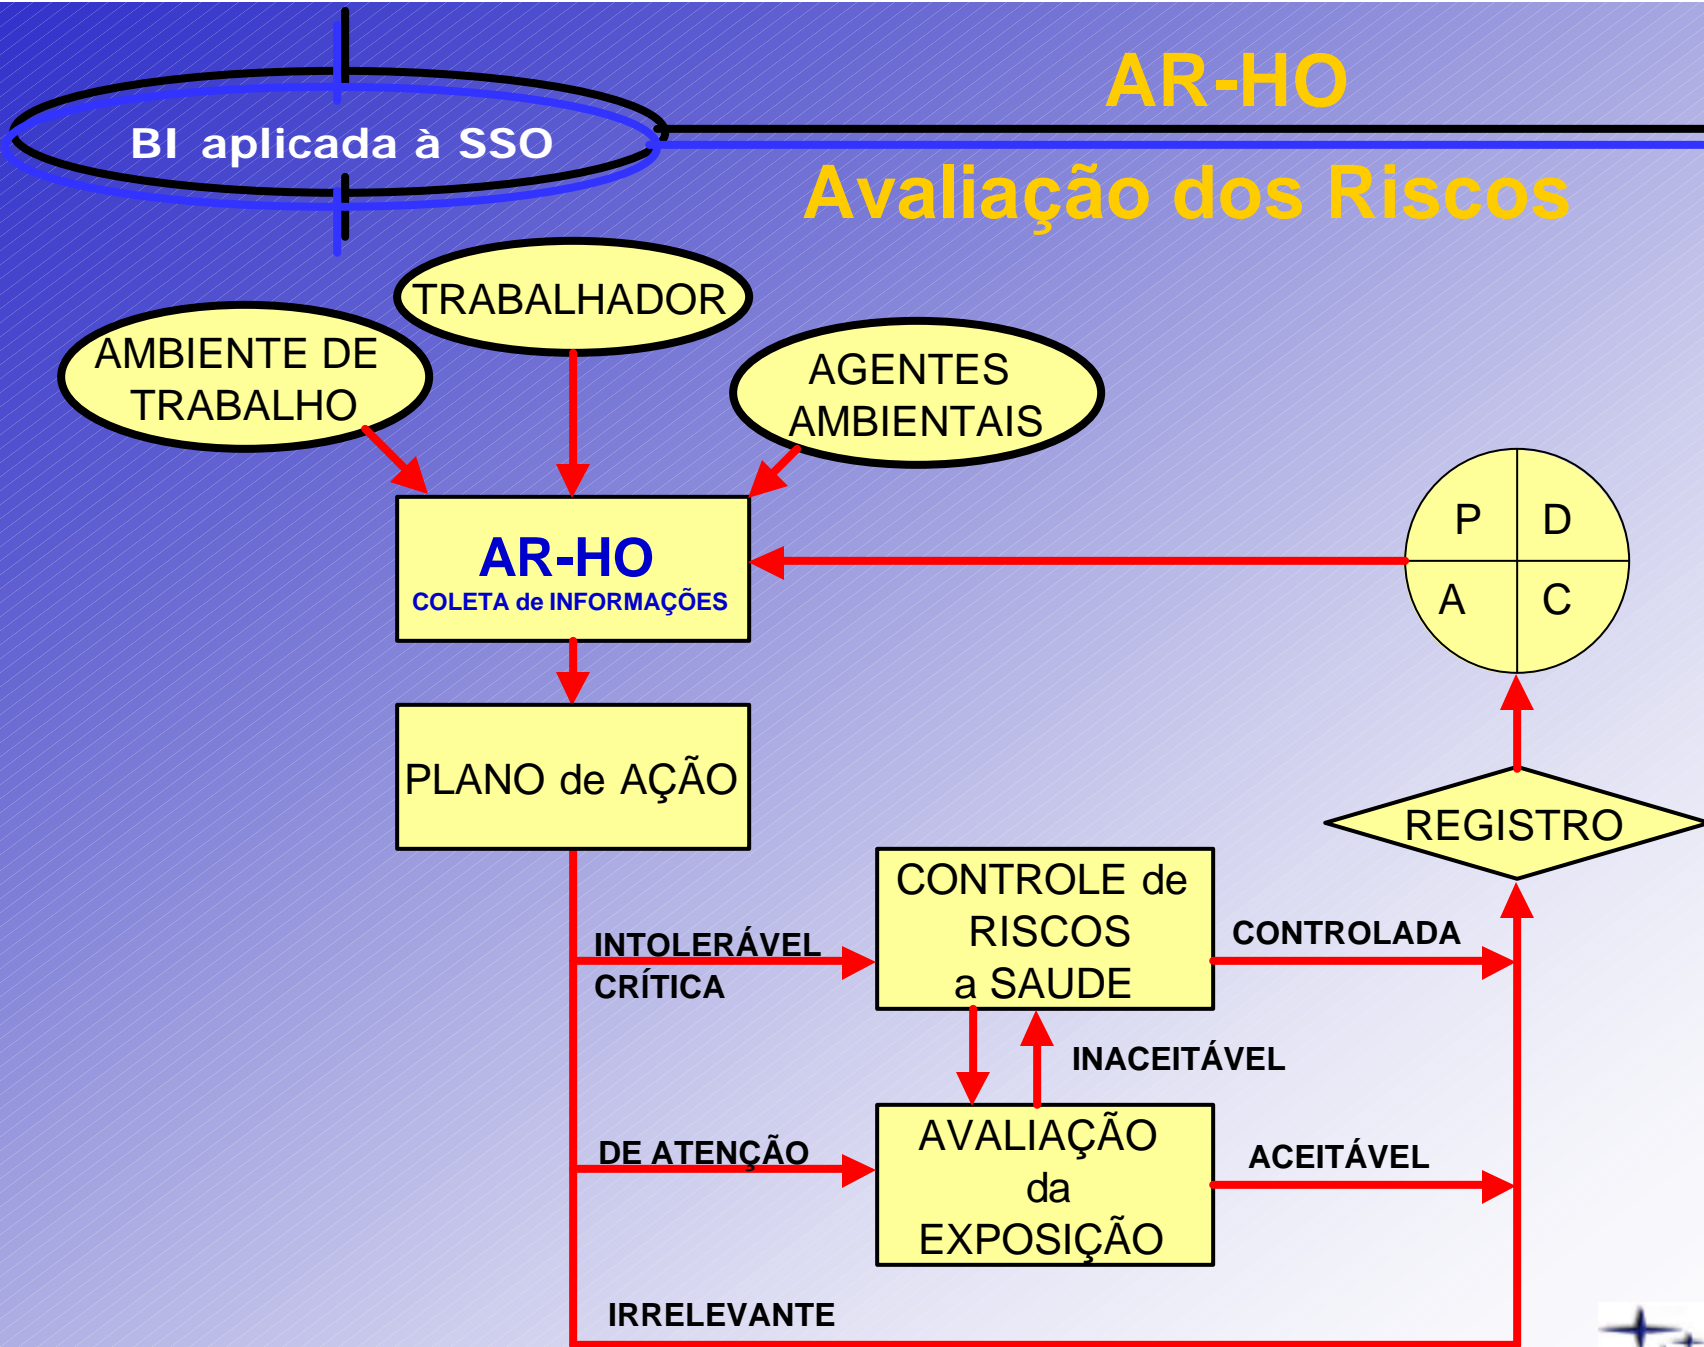 AR-HO
BI aplicada à SSO
Avaliação dos Riscos
TRABALHADOR
AMBIENTE DE
TRABALHO
AGENTES
AMBIENTAIS
AR-HO
COLETA de INFORMAÇÕES
P D
A C
PLANO de AÇÃO
REGISTRO
CONTROLE de
RISCOS
a SAUDE
INTOLERÁVEL
CRÍTICA
CONTROLADA
INACEITÁVEL
AVALIAÇÃO
da
EXPOSIÇÃO
DE ATENÇÃO
ACEITÁVEL
IRRELEVANTE